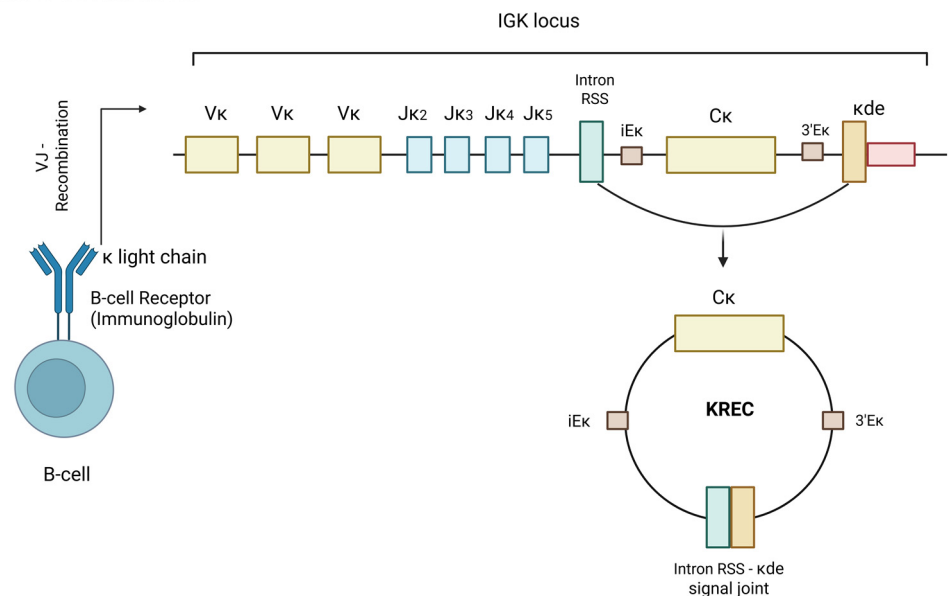 IGK locus
VJ -
Recombination
Vκ
Vκ
Vκ
Jκ2
Jκ3
Jκ4
Jκ5
Intron
RSS
iEκ
Cκ
3'Eκ
κde
κ light chain
B-cell Receptor
(Immunoglobulin)
B-cell
Cκ
iEκ
KREC
3'Eκ
Intron RSS - κde
signal joint